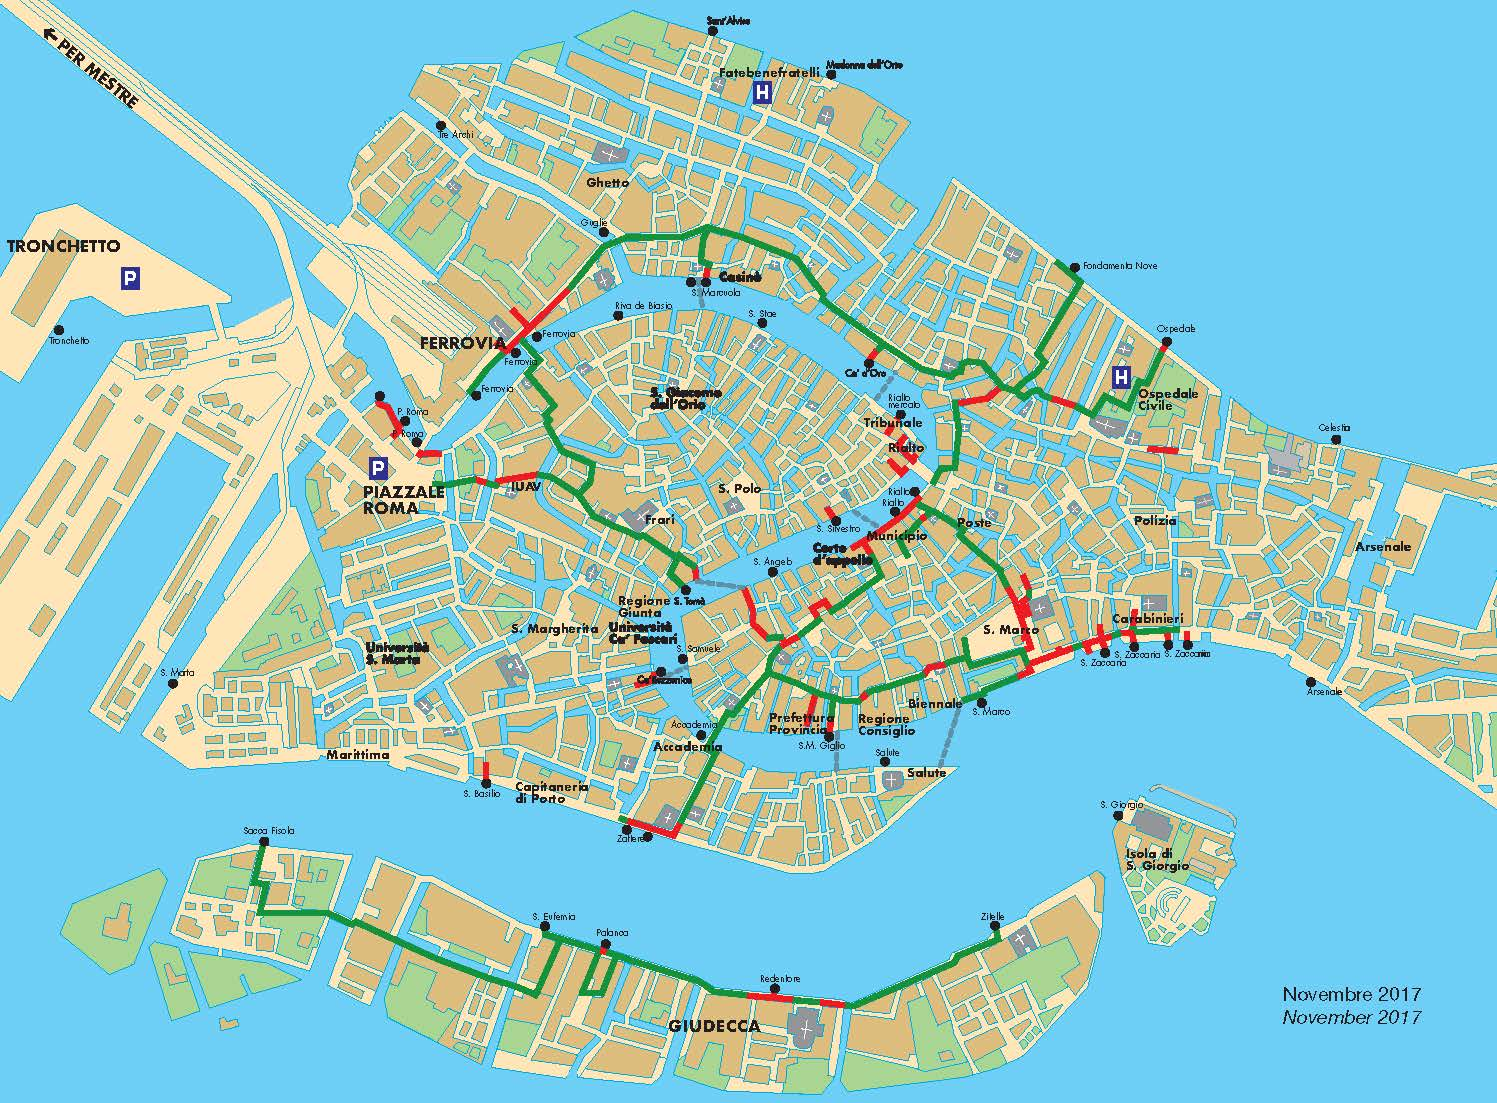 Sant'Alvise
PER MESTRE
Fatebenefratelli
Madonna dell'Orto
H
Tre Archi
Ghetto
Guglie
TRONCHETTO
P
Tronchetto
Casinò
S. Marcuola
Fondamenta Nove
Riva de Biasio
S. Stae
Ospedale
FERROVIA
Ferrovia
Ferrovia
Ferrovia
Ca' d'Oro
H
Ospedale
Civile
S. Giacomo
dell'Orio
Rialto
mercato
P. Roma
P. Roma
Tribunale
Rialto
Celestia
P
PIAZZALE
ROMA
IUAV
S. Polo
Rialto
Rialto
Frari
S. Silvestro
Poste
Polizia
Municipio
Corte
d'appello
Arsenale
S. Angelo
Regione
Giunta
S. Tomà
S. Margherita
Università
Ca' Foscari
S. Marco
Carabinieri
Università
S. Marta
S. Samuele
S. Zaccaria
S. Zaccaria
S. Zaccaria
S. Marta
Ca' Rezzonico
Arsenale
Biennale
S. Marco
Prefettura
Provincia
Regione
Consiglio
Accademia
Accademia
S.M. Giglio
Marittima
Salute
Salute
S. Basilio
Capitaneria
di Porto
S. Giorgio
Zattere
Sacca Fisola
Isola di
S. Giorgio
S. Eufemia
Palanca
Zitelle
Redentore
GIUDECCA
Novembre 2017
November 2017